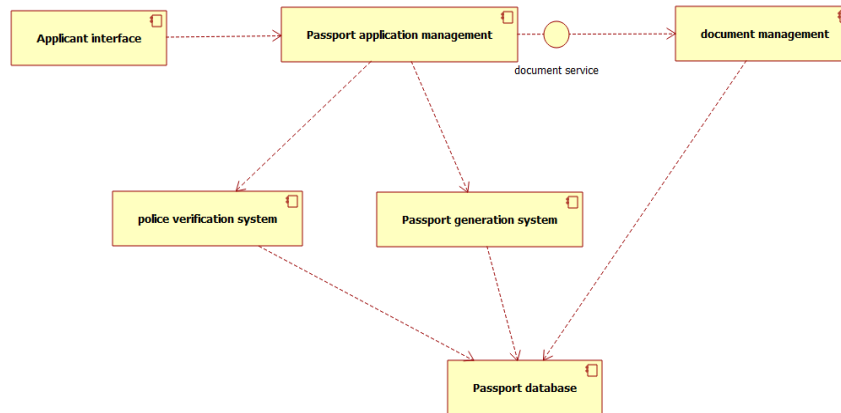 Applicant interface
Passport application management
document management
document service
police verification system
Passport generation system
Passport database